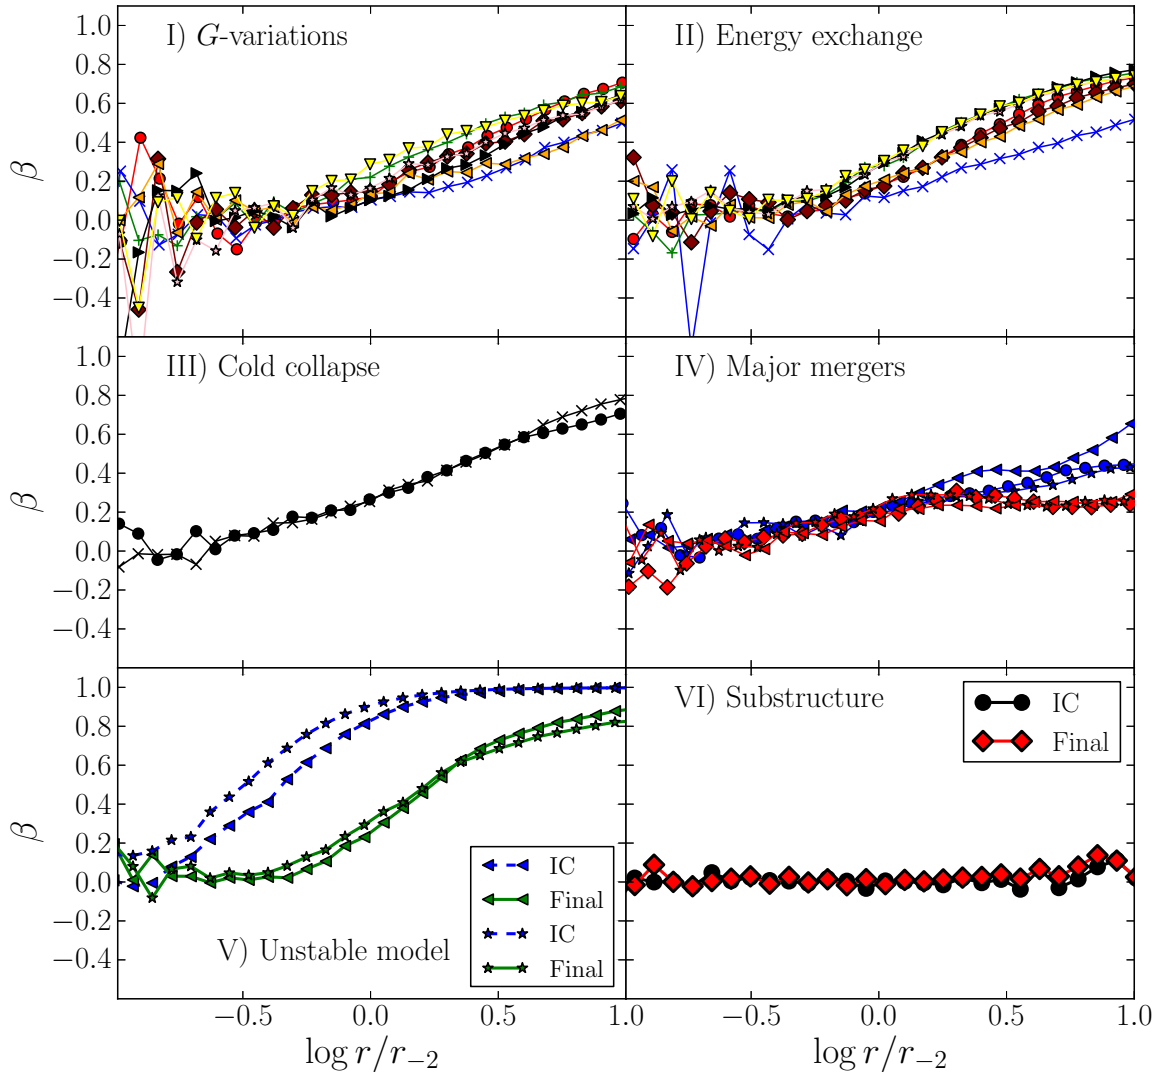 I) G-variations
II) Energy exchange
1.0
0.8
0.6
0.4
0.2
0.0
−0.2
−0.4
β
III) Cold collapse
IV) Major mergers
1.0
0.8
0.6
0.4
0.2
0.0
−0.2
−0.4
β
V) Unstable model
IC
Final
IC
Final
VI) Substructure
IC
Final
1.0
0.8
0.6
0.4
0.2
0.0
−0.2
−0.4
β
−0.5 0.0 0.5 1.0
−0.5 0.0 0.5 1.0
log r/r₋₂
log r/r₋₂